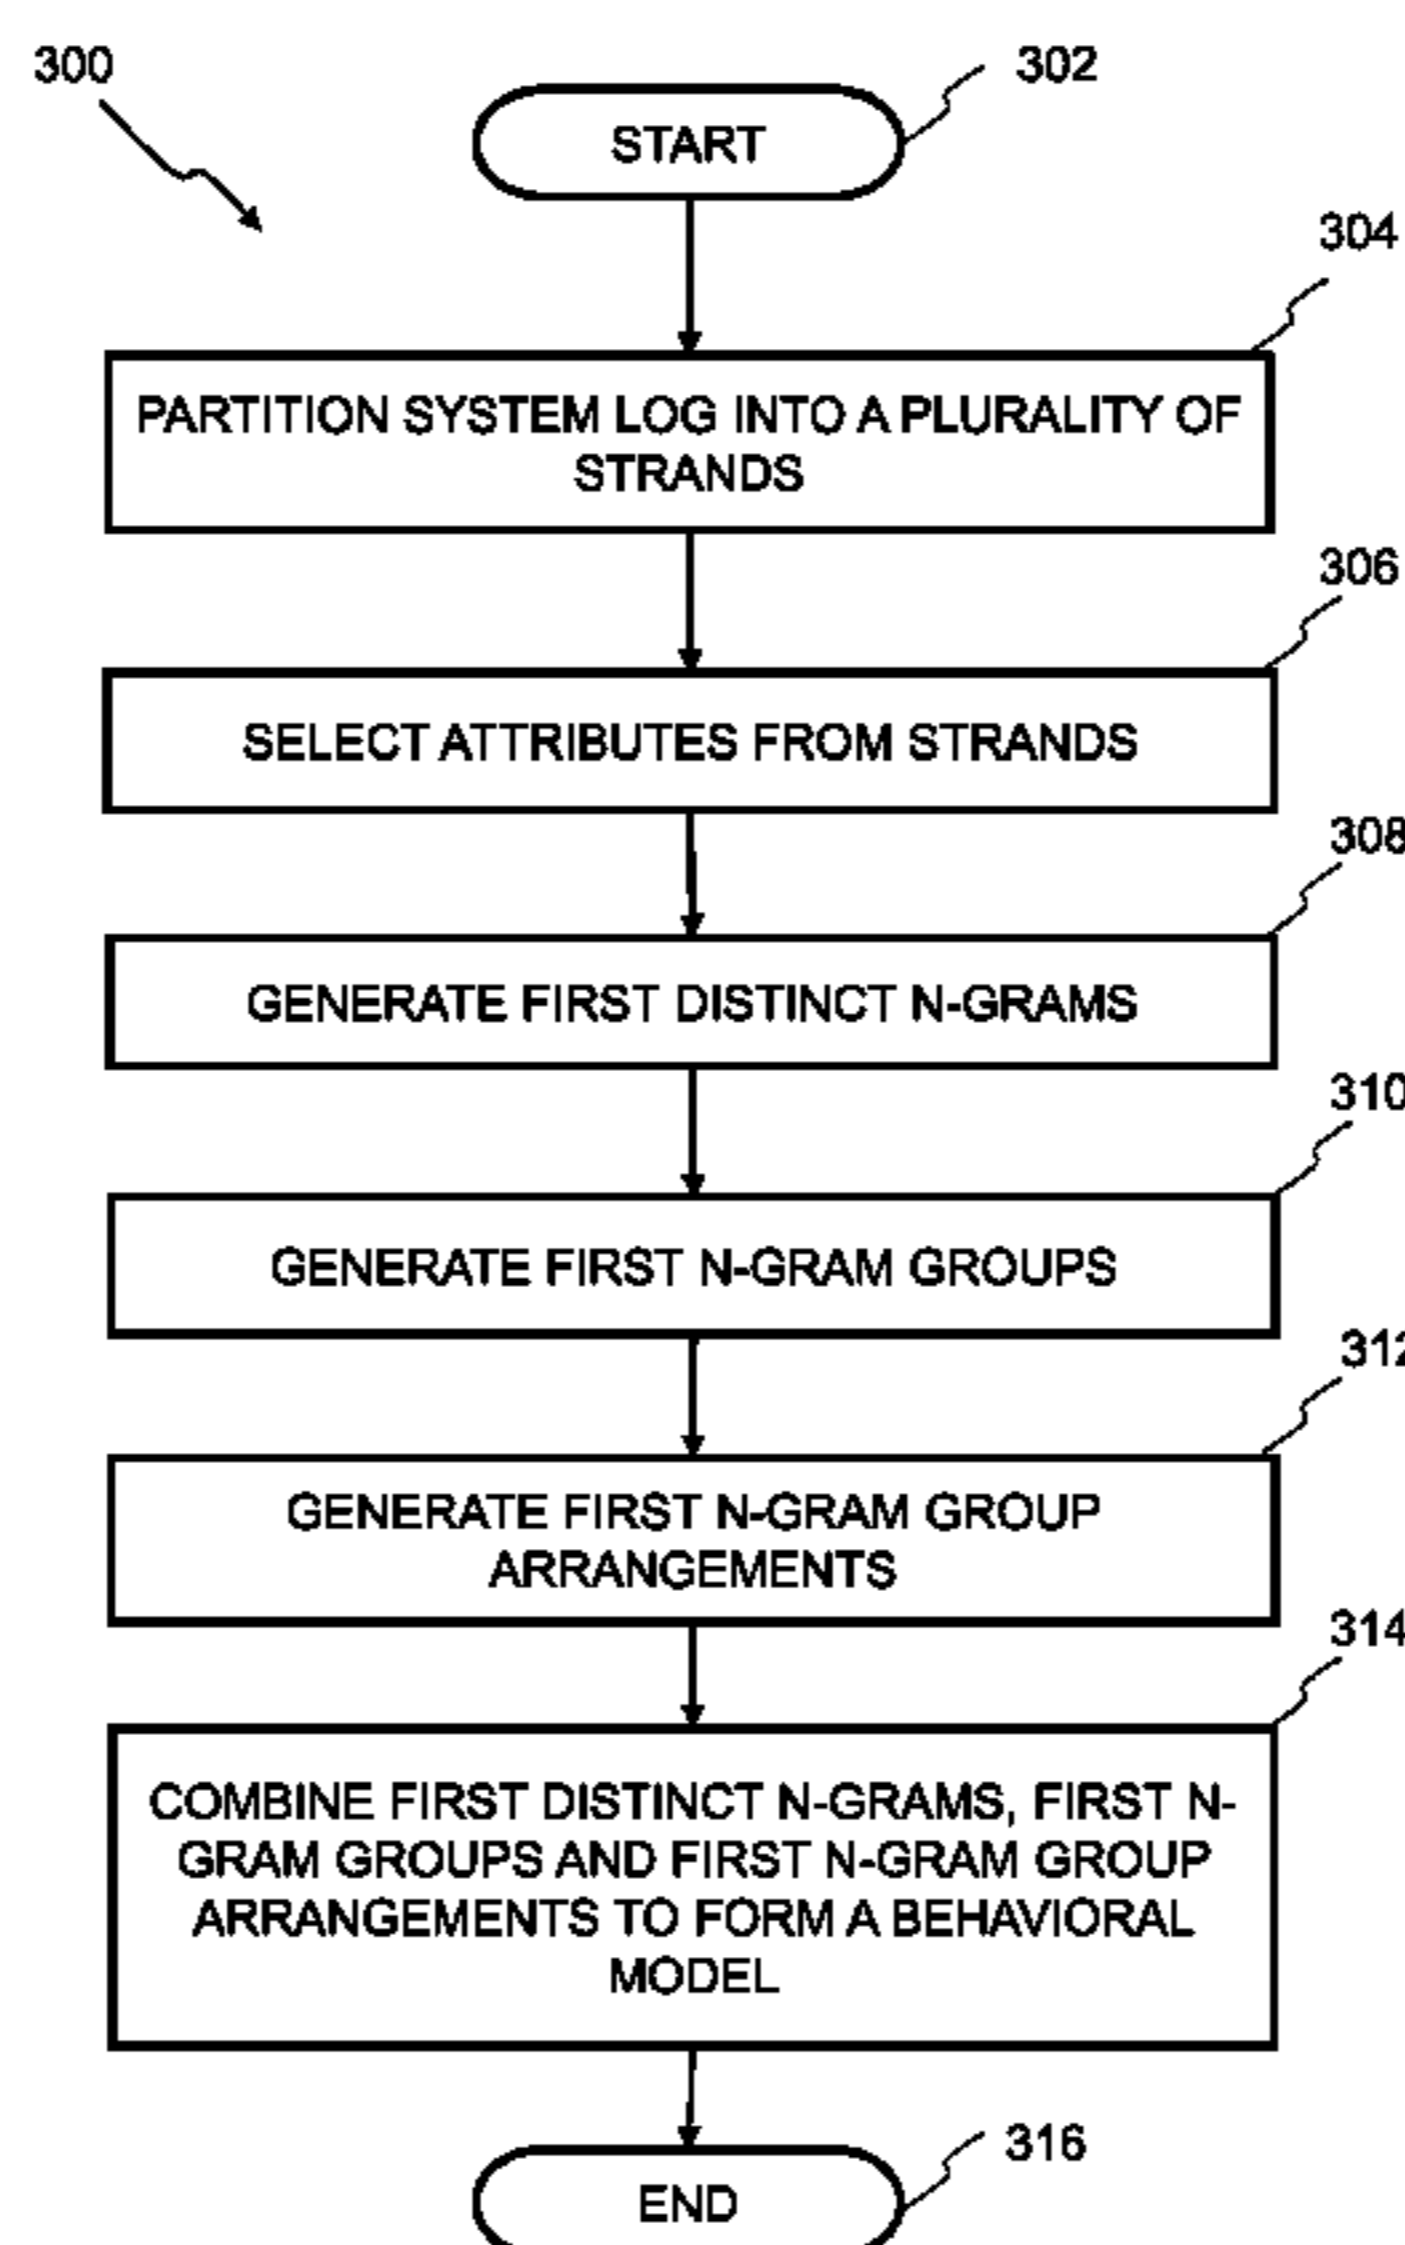 300
302
START
304
PARTITION SYSTEM LOG INTO A PLURALITY OF
STRANDS
306
SELECT ATTRIBUTES FROM STRANDS
308
GENERATE FIRST DISTINCT N-GRAMS
310
GENERATE FIRST N-GRAM GROUPS
312
GENERATE FIRST N-GRAM GROUP
ARRANGEMENTS
314
COMBINE FIRST DISTINCT N-GRAMS, FIRST N-
GRAM GROUPS AND FIRST N-GRAM GROUP
ARRANGEMENTS TO FORM A BEHAVIORAL
MODEL
316
END